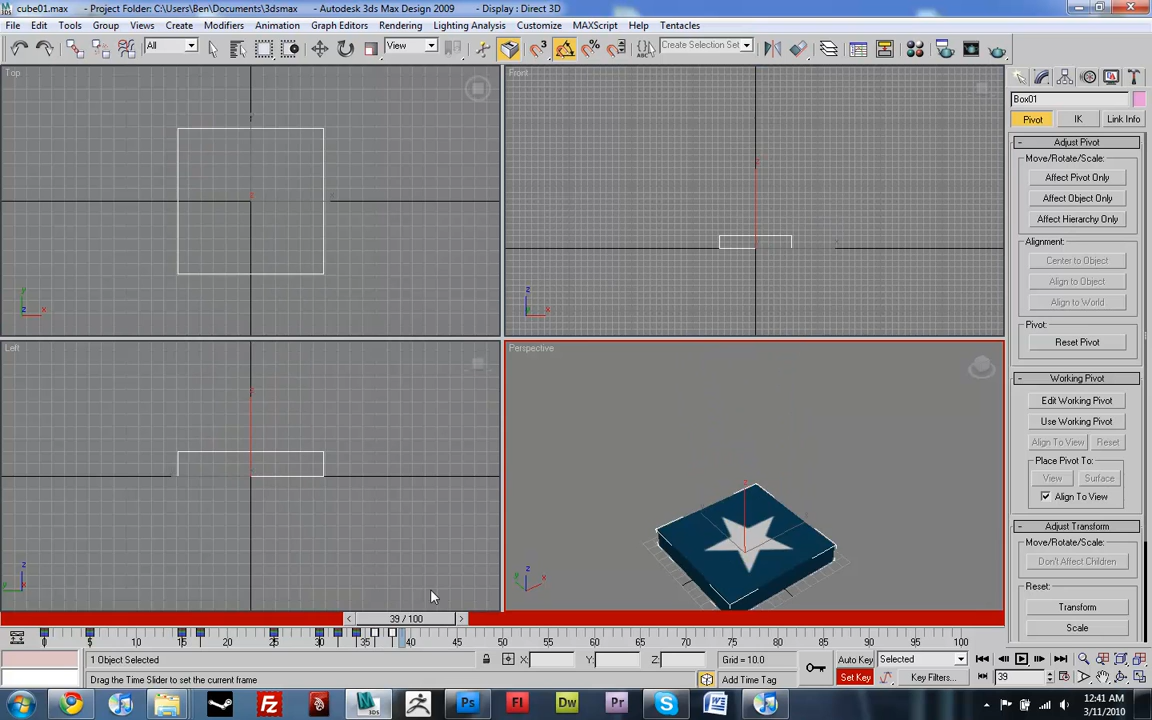 cube01.max - Project Folder: C:\Users\Ben\Documents\3dsmax - Autodesk 3ds Max Design 2009 - Display : Direct 3D
File Edit Tools Group Views Create Modifiers Animation Graph Editors Rendering Lighting Analysis Customize MAXScript Help Tentacles
All View Create Selection Set
Top Front
Box01
Pivot IK Link Info
- Adjust Pivot
Move/Rotate/Scale:
Affect Pivot Only
Affect Object Only
Affect Hierarchy Only
Alignment:
Center to Object
Align to Object
Align to World
Pivot:
Reset Pivot
Left Perspective
- Working Pivot
Edit Working Pivot
Use Working Pivot
Align To View Reset
Place Pivot To:
View Surface
Align To View
- Adjust Transform
Move/Rotate/Scale:
Don't Affect Children
Reset:
Transform
Scale
< 39 / 100 >
0 5 10 15 20 25 30 35 40 45 50 55 60 65 70 75 80 85 90 95 100
1 Object Selected X: Y: Z: Grid = 10.0 Auto Key Selected
Drag the Time Slider to set the current frame Add Time Tag Set Key Key Filters... 39
12:41 AM
3/11/2010